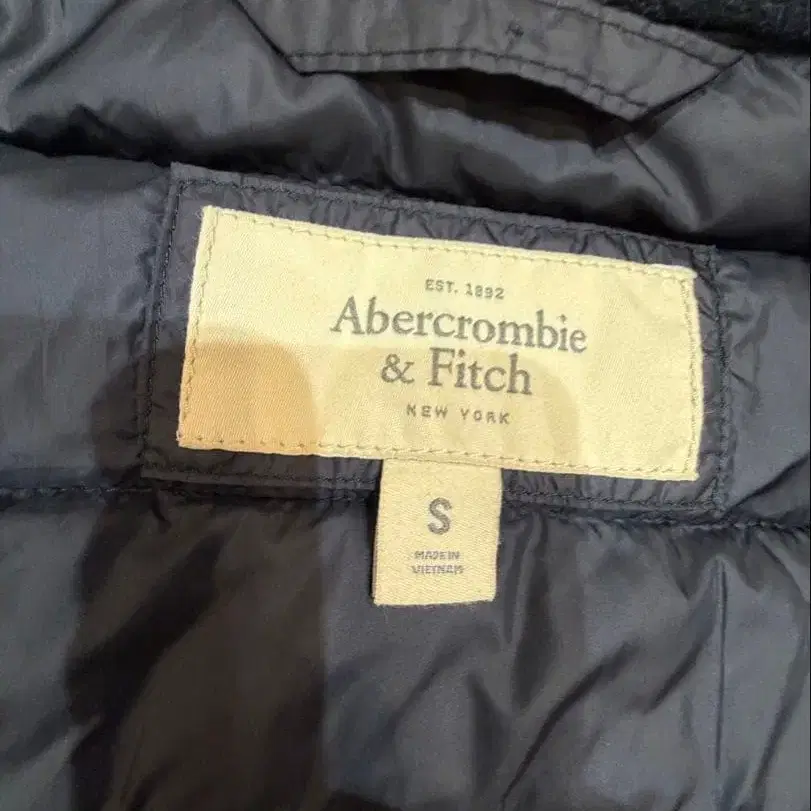 EST. 1892
Abercrombie
& Fitch
NEW YORK
S
MADE IN
VIETNAM